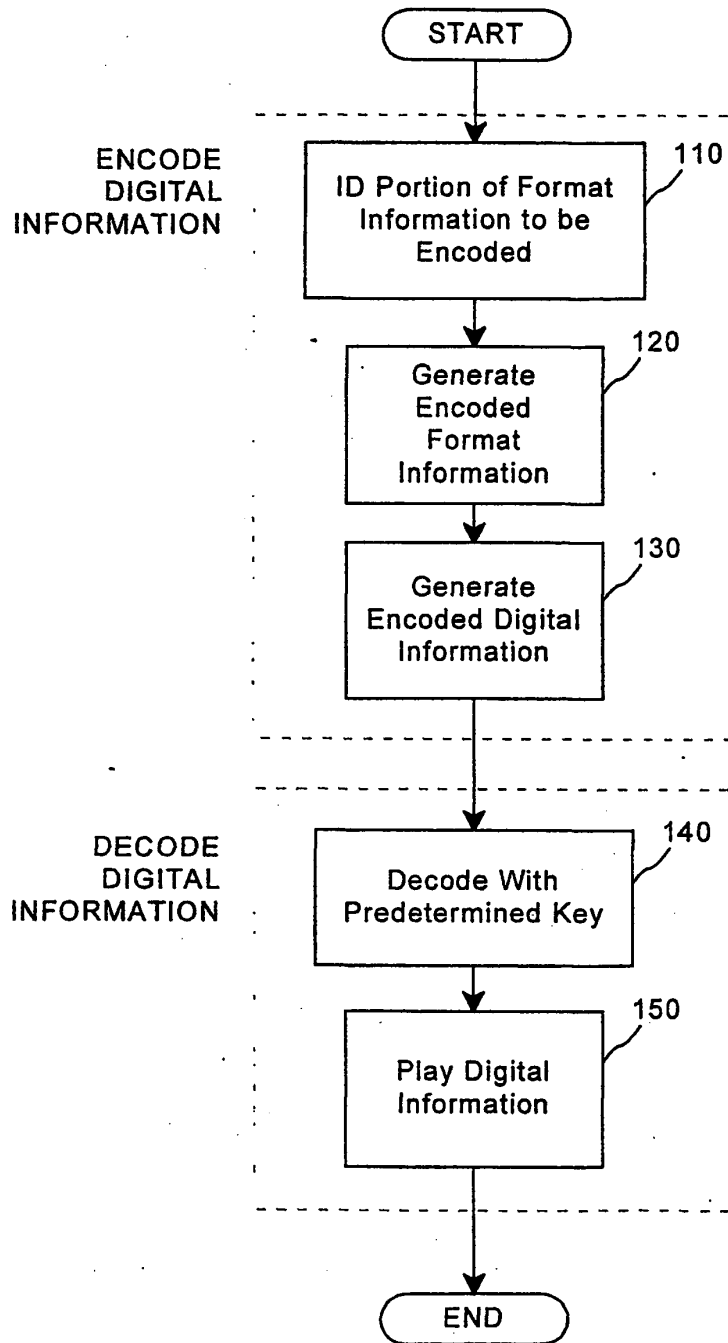 START
ENCODE
DIGITAL
INFORMATION
110
ID Portion of Format
Information to be
Encoded
120
Generate
Encoded
Format
Information
130
Generate
Encoded Digital
Information
DECODE
DIGITAL
INFORMATION
140
Decode With
Predetermined Key
150
Play Digital
Information
END